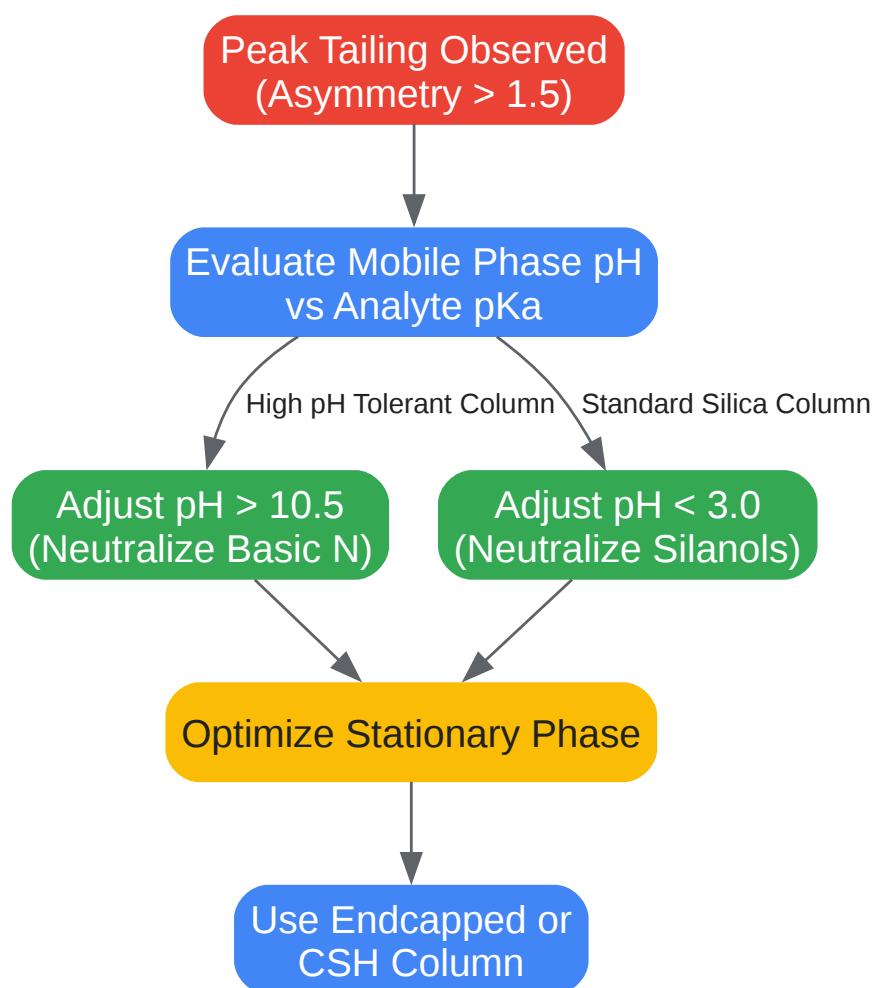 Peak Tailing Observed
(Asymmetry > 1.5)
Evaluate Mobile Phase pH
vs Analyte pKa
High pH Tolerant Column
Standard Silica Column
Adjust pH > 10.5
(Neutralize Basic N)
Adjust pH < 3.0
(Neutralize Silanols)
Optimize Stationary Phase
Use Endcapped or
CSH Column